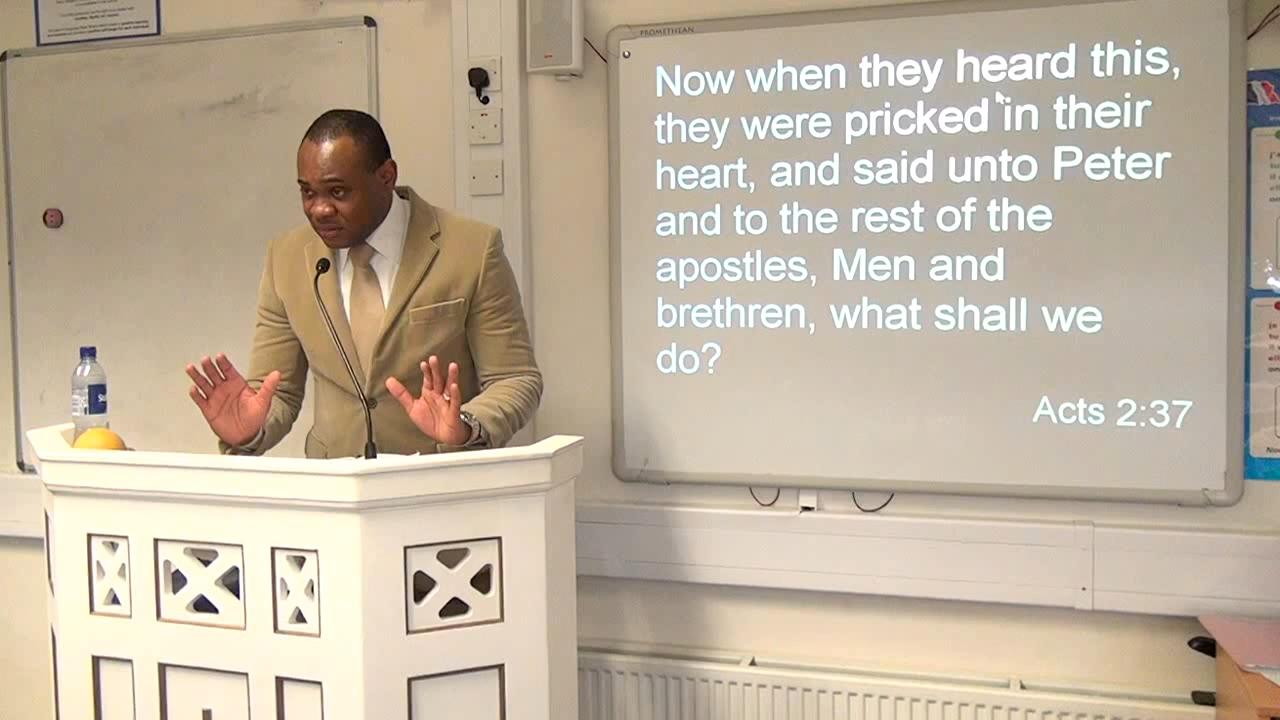 PROMETHEAN
Now when they heard this,
they were pricked in their
heart, and said unto Peter
and to the rest of the
apostles, Men and
brethren, what shall we
do?
Acts 2:37